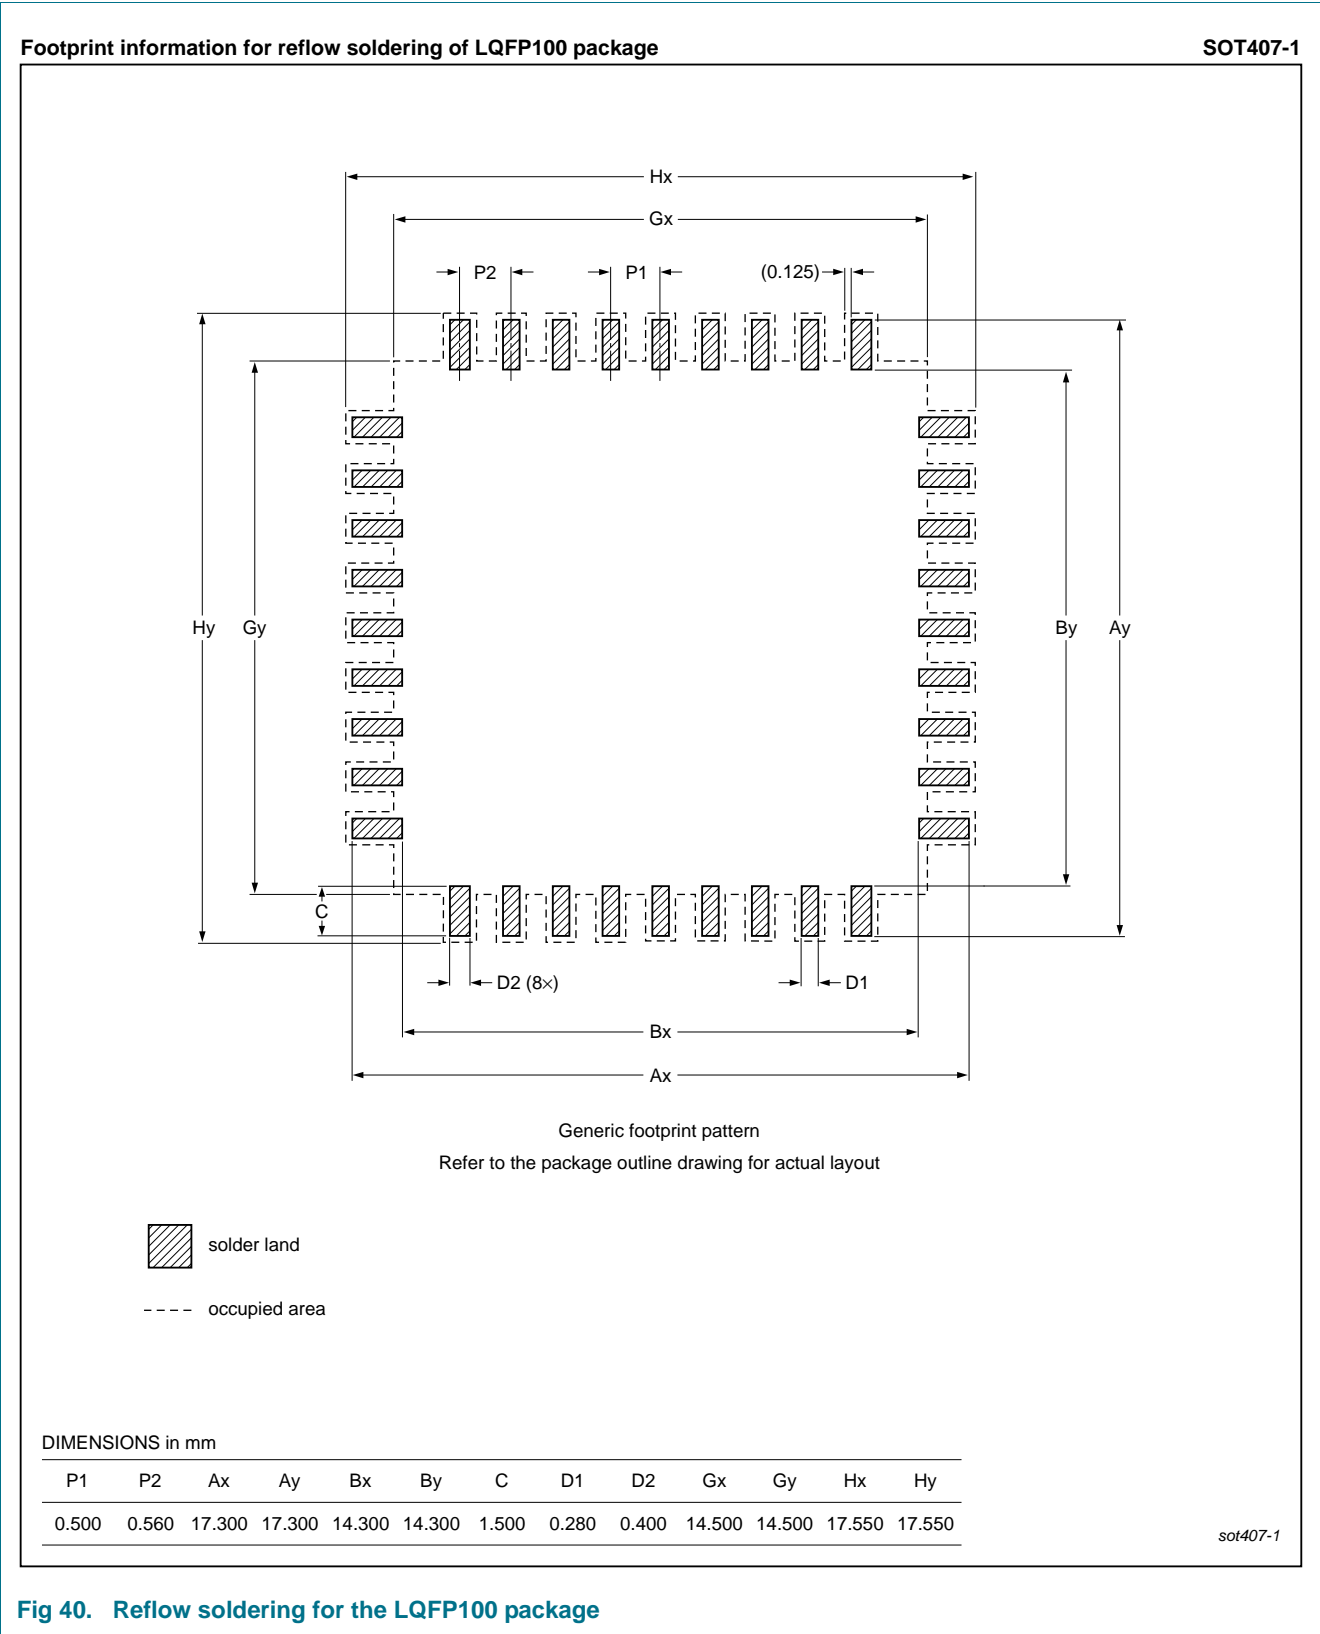 Footprint information for reflow soldering of LQFP100 package SOT407-1
Hx
Gx
P2 P1 (0.125)
Hy Gy By Ay
C
D2 (8×) D1
Bx
Ax
Generic footprint pattern
Refer to the package outline drawing for actual layout
solder land
occupied area
DIMENSIONS in mm
P1 P2 Ax Ay Bx By C D1 D2 Gx Gy Hx Hy
0.500 0.560 17.300 17.300 14.300 14.300 1.500 0.280 0.400 14.500 14.500 17.550 17.550
sot407-1
Fig 40. Reflow soldering for the LQFP100 package